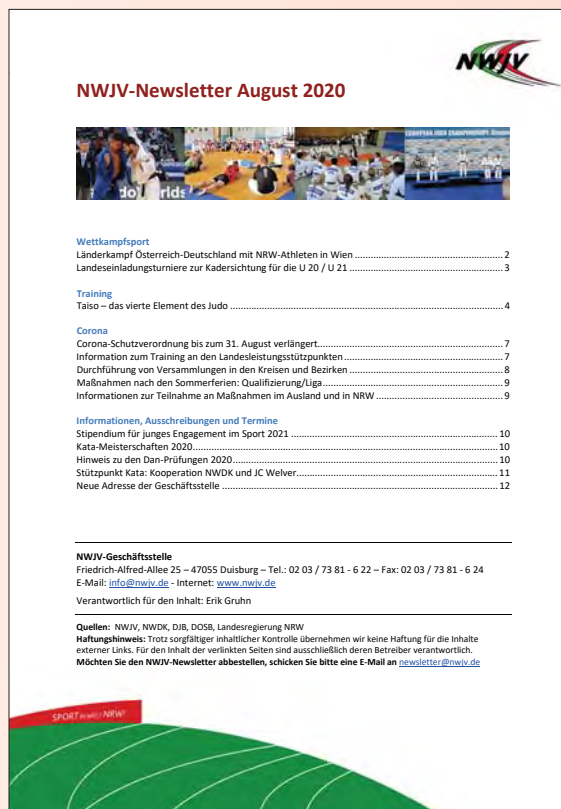 NWJV
NWJV-Newsletter August 2020
Wettkampfsport
Länderkampf Österreich-Deutschland mit NRW-Athleten in Wien 2
Landeseinladungsturniere zur Kadersichtung für die U 20 / U 21 3
Training
Taiso – das vierte Element des Judo 4
Corona
Corona-Schutzverordnung bis zum 31. August verlängert 7
Information zum Training an den Landesleistungsstützpunkten 7
Durchführung von Versammlungen in den Kreisen und Bezirken 8
Maßnahmen nach den Sommerferien: Qualifizierung/Liga 9
Informationen zur Teilnahme an Maßnahmen im Ausland und in NRW 9
Informationen, Ausschreibungen und Termine
Stipendium für junges Engagement im Sport 2021 10
Kata-Meisterschaften 2020 10
Hinweis zu den Dan-Prüfungen 2020 10
Stützpunkt Kata: Kooperation NWDK und JC Welver 11
Neue Adresse der Geschäftsstelle 12
NWJV-Geschäftsstelle
Friedrich-Alfred-Allee 25 – 47055 Duisburg – Tel.: 02 03 / 73 81 - 6 22 – Fax: 02 03 / 73 81 - 6 24
E-Mail: info@nwjv.de - Internet: www.nwjv.de
Verantwortlich für den Inhalt: Erik Gruhn
Quellen: NWJV, NWDK, DJB, DOSB, Landesregierung NRW
Haftungshinweis: Trotz sorgfältiger inhaltlicher Kontrolle übernehmen wir keine Haftung für die Inhalte
externer Links. Für den Inhalt der verlinkten Seiten sind ausschließlich deren Betreiber verantwortlich.
Möchten Sie den NWJV-Newsletter abbestellen, schicken Sie bitte eine E-Mail an newsletter@nwjv.de